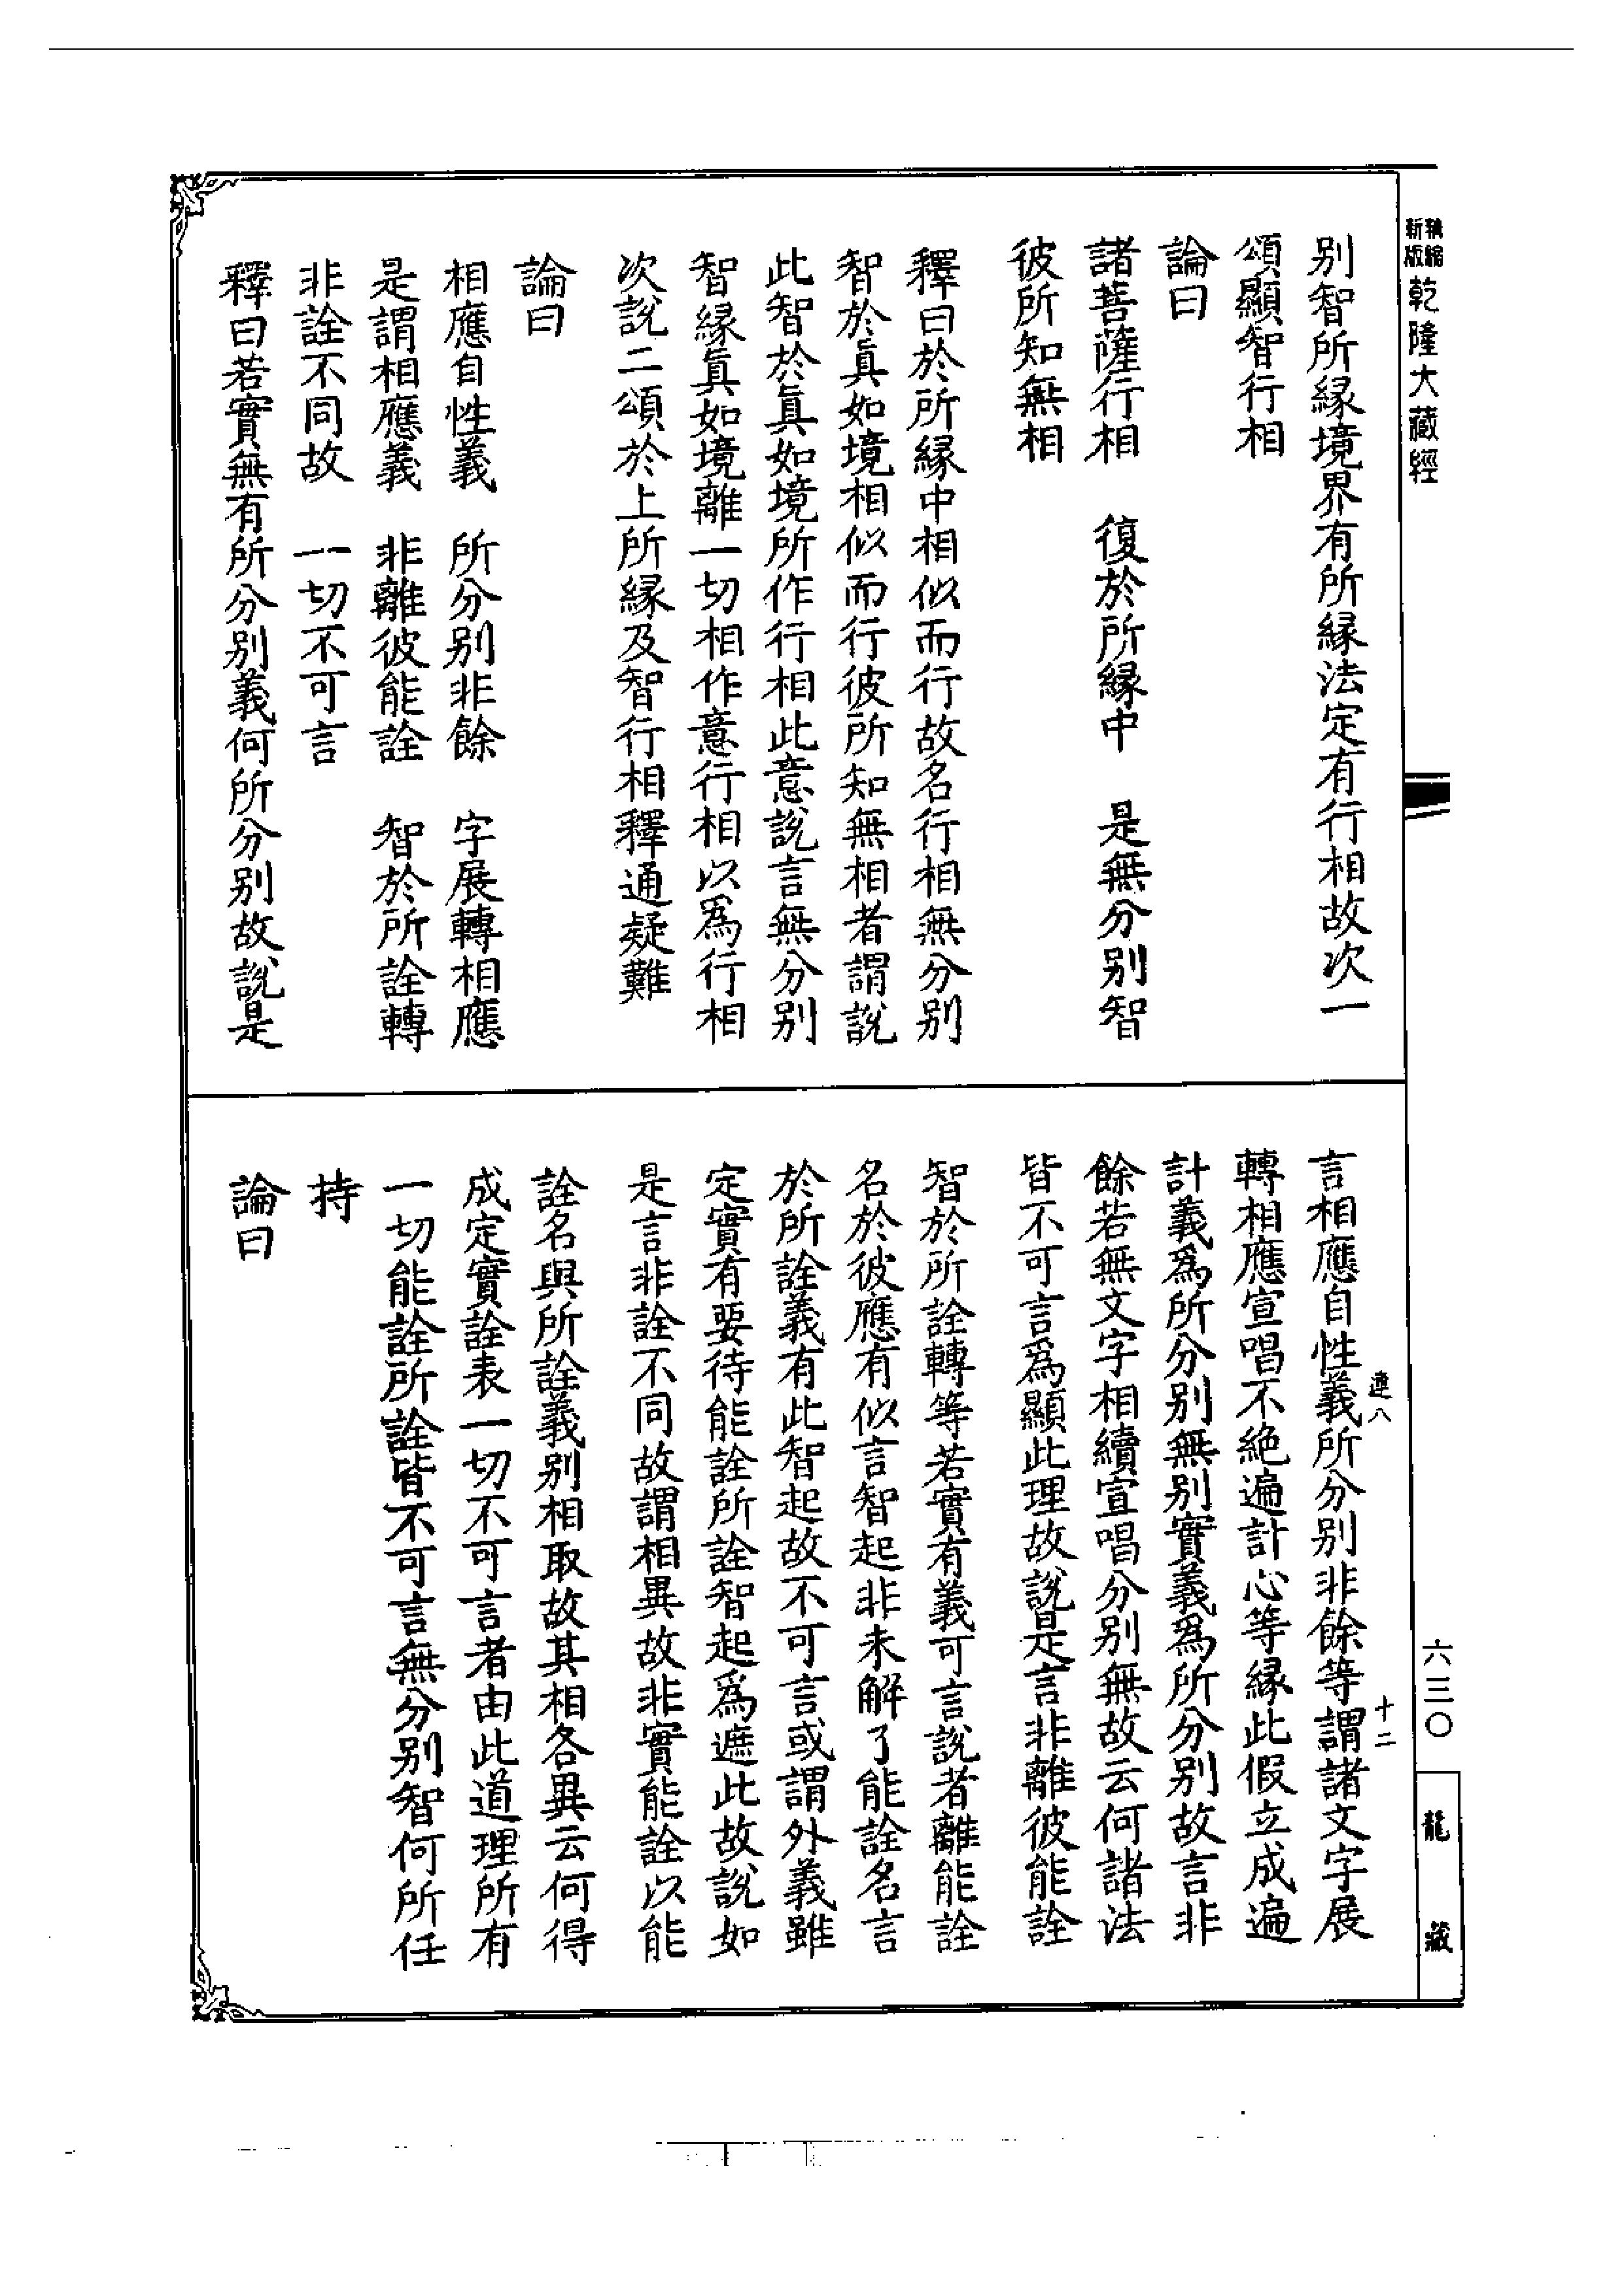 別智所縁境界有所縁法定有行相故次一
頌顯智行相
論曰
諸菩薩行相　復於所縁中　是無分別智
彼所知無相
釋曰於所縁中相似而行故名行相無分別
智於真如境相似而行彼所知無相者謂說
此智於真如境所作行相此意說言無分別
智縁真如境離一切相作意行相以爲行相
次說二頌於上所縁及智行相釋通疑難
論曰
相應自性義　所分別非餘　字展轉相應
是謂相應義　非離彼能詮　智於所詮轉
非詮不同故　一切不可言
釋曰若實無有所分別義何所分別故說是
言相應自性義所分別非餘等謂諸文字展
轉相應宣唱不絶遍計心等縁此假立成遍
計義爲所分別無別實義爲所分別故言非
餘若無文字相續宣唱分別無故云何諸法
皆不可言爲顯此理故說是言非離彼能詮
智於所詮轉等若實有義可言說者離能詮
名於彼應有似言智起非未解了能詮名言
於所詮義有此智起故不可言或謂外義雖
定實有要待能詮所詮智起爲遮此故說如
是言非詮不同故謂相異故非實能詮以能
詮名與所詮義別相取故其相各異云何得
成定實詮表一切不可言者由此道理所有
一切能詮所詮皆不可言無分別智何所任
持
論曰
新版
精縮
乾隆大藏經
連八
十二
六三〇
龍藏